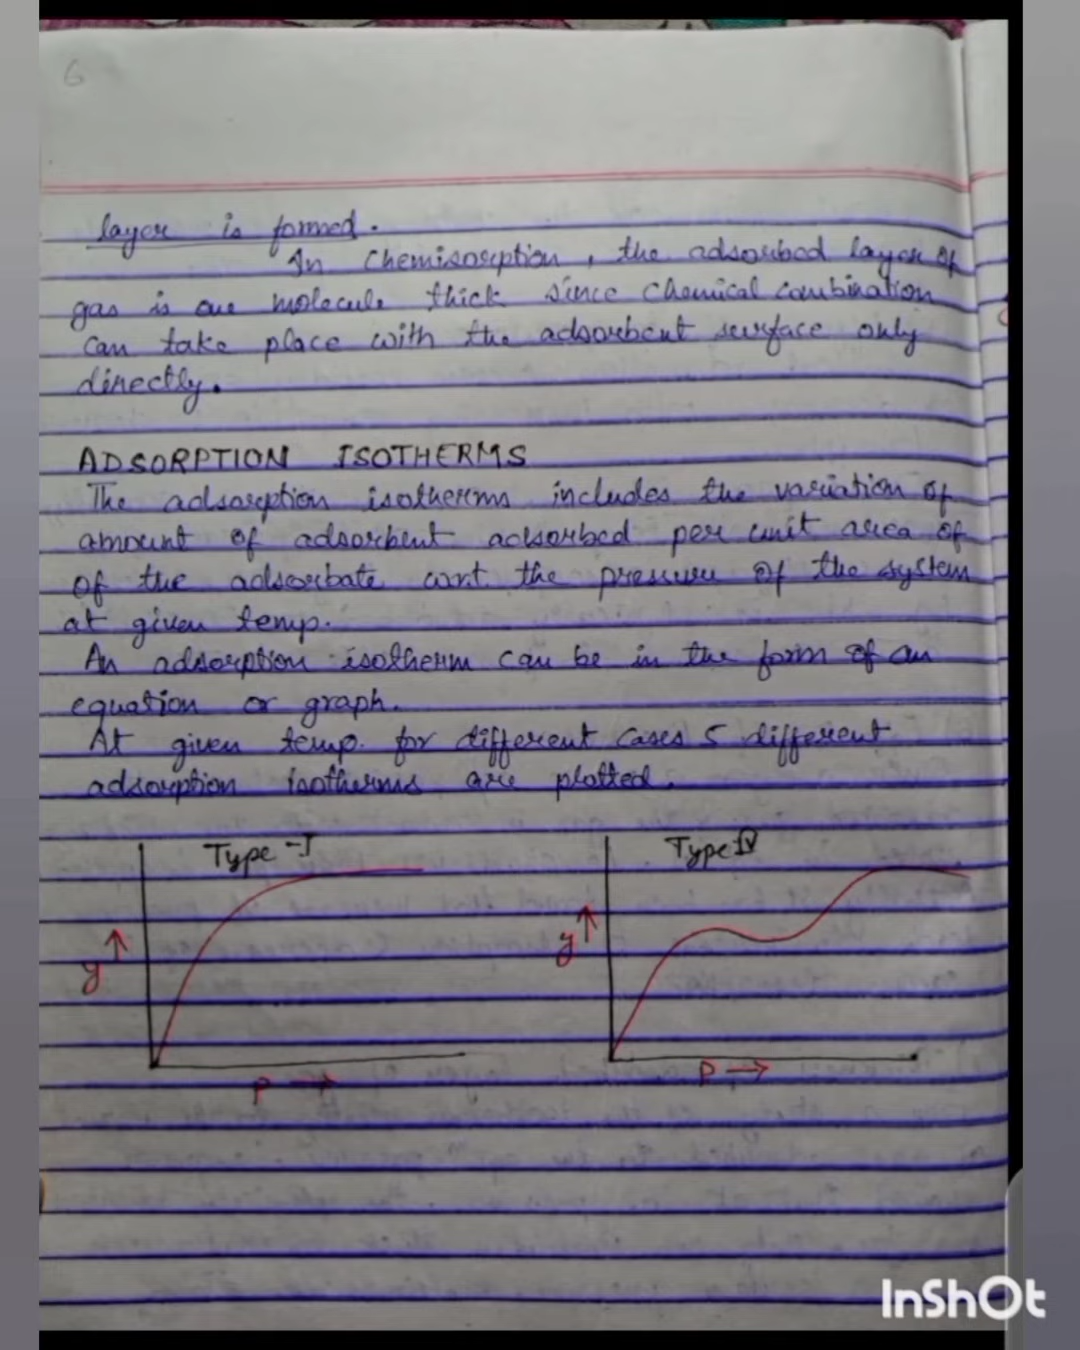 6
layer is formed.
In Chemisorption, the adsorbed layer of
gas is one molecule thick since chemical combination
can take place with the adsorbent surface only
directly.
ADSORPTION ISOTHERMS
The adsorption isotherms includes the variation of
amount of adsorbent adsorbed per unit area of
of the adsorbate w.r.t. the pressure of the system
at given temp.
An adsorption isotherm can be in the form of an
equation or graph.
At given temp. for different cases 5 different
adsorption isotherms are plotted.
Type-I
Type IV
y
y
P
P
InShOt